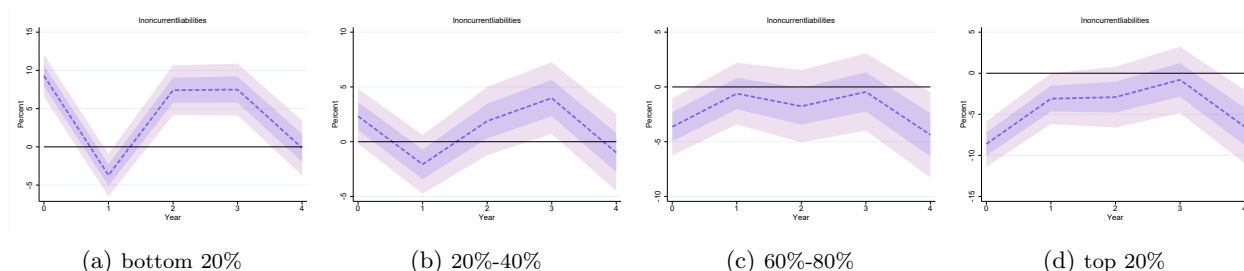 lnoncurrentliabilities
Percent
-5 0 5 10 15
0 1 2 3 4
Year
(a) bottom 20%
lnoncurrentliabilities
Percent
-5 0 5 10
0 1 2 3 4
Year
(b) 20%-40%
lnoncurrentliabilities
Percent
-10 -5 0 5
0 1 2 3 4
Year
(c) 60%-80%
lnoncurrentliabilities
Percent
-15 -10 -5 0 5
0 1 2 3 4
Year
(d) top 20%